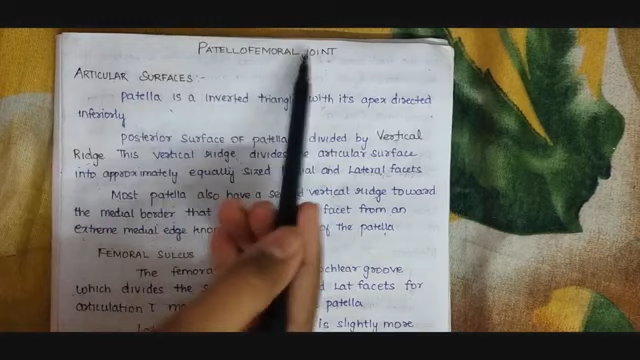 PATELLOFEMORAL JOINT
ARTICULAR SURFACES :-
patella is a inverted triangle with its apex directed
inferiorly
posterior surface of patella divided by Vertical
Ridge This vertical ridge divides the articular surface
into approximately equally sized and Lateral facets
Most patella also have a vertical ridge toward
the medial border that facet from an
extreme medial edge of the patella
FEMORAL SULCUS
The groove
which divides the Lat facets for
patella
is slightly more